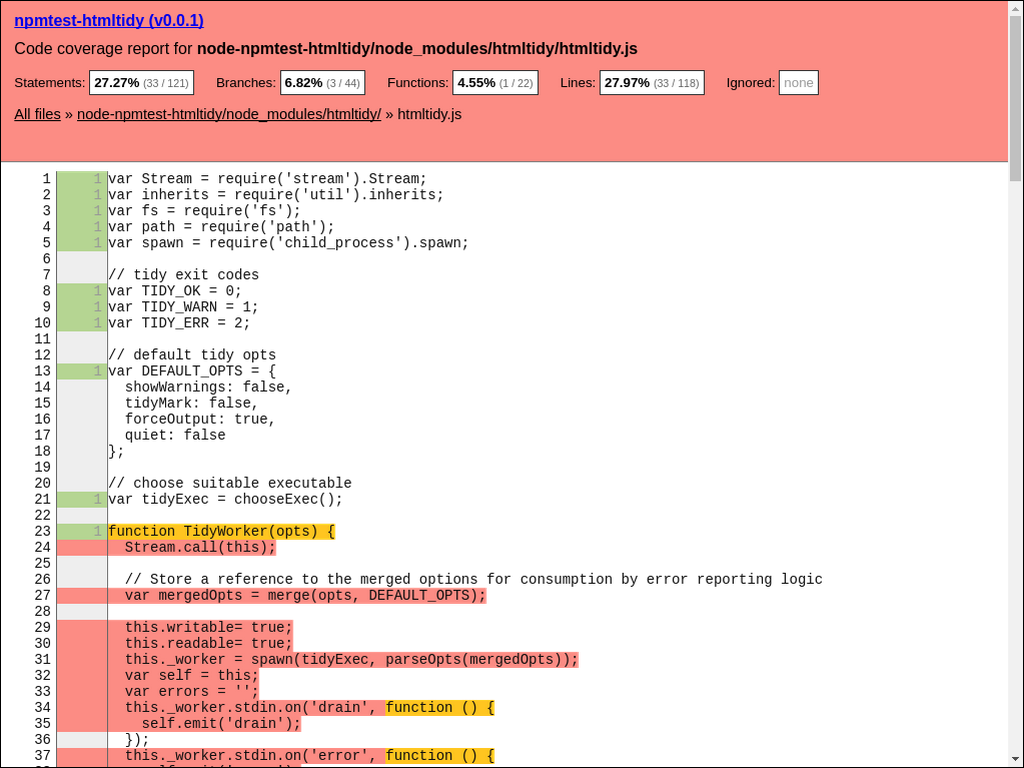 npmtest-htmltidy (v0.0.1)
Code coverage report for node-npmtest-htmltidy/node_modules/htmltidy/htmltidy.js
Statements: 27.27% (33 / 121) Branches: 6.82% (3 / 44) Functions: 4.55% (1 / 22) Lines: 27.97% (33 / 118) Ignored: none
All files » node-npmtest-htmltidy/node_modules/htmltidy/ » htmltidy.js
1 1 var Stream = require('stream').Stream;
2 1 var inherits = require('util').inherits;
3 1 var fs = require('fs');
4 1 var path = require('path');
5 1 var spawn = require('child_process').spawn;
6
7 // tidy exit codes
8 1 var TIDY_OK = 0;
9 1 var TIDY_WARN = 1;
10 1 var TIDY_ERR = 2;
11
12 // default tidy opts
13 1 var DEFAULT_OPTS = {
14 showWarnings: false,
15 tidyMark: false,
16 forceOutput: true,
17 quiet: false
18 };
19
20 // choose suitable executable
21 1 var tidyExec = chooseExec();
22
23 1 function TidyWorker(opts) {
24 Stream.call(this);
25
26 // Store a reference to the merged options for consumption by error reporting logic
27 var mergedOpts = merge(opts, DEFAULT_OPTS);
28
29 this.writable= true;
30 this.readable= true;
31 this._worker = spawn(tidyExec, parseOpts(mergedOpts));
32 var self = this;
33 var errors = '';
34 this._worker.stdin.on('drain', function () {
35 self.emit('drain');
36 });
37 this._worker.stdin.on('error', function () {